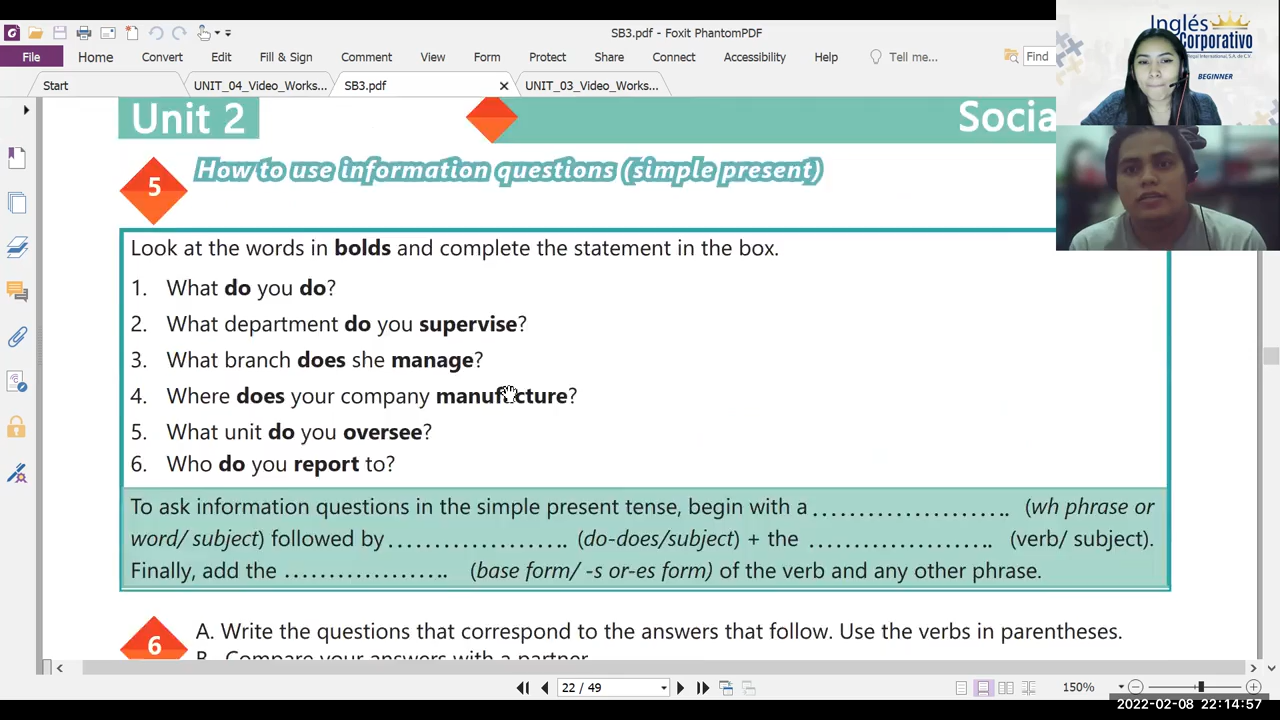 SB3.pdf - Foxit PhantomPDF
File Home Convert Edit Fill & Sign Comment View Form Protect Share Connect Accessibility Help Tell me... Find
Start UNIT_04_Video_Works... SB3.pdf UNIT_03_Video_Works...
Inglés
Corporativo
BEGINNER
Unit 2 Socia
5 How to use information questions (simple present)
Look at the words in bolds and complete the statement in the box.
1. What do you do?
2. What department do you supervise?
3. What branch does she manage?
4. Where does your company manufacture?
5. What unit do you oversee?
6. Who do you report to?
To ask information questions in the simple present tense, begin with a ...................... (wh phrase or
word/ subject) followed by ..................... (do-does/subject) + the ..................... (verb/ subject).
Finally, add the ................... (base form/ -s or-es form) of the verb and any other phrase.
6 A. Write the questions that correspond to the answers that follow. Use the verbs in parentheses.
B. Compare your answers with a partner
22 / 49 150%
2022-02-08 22:14:57